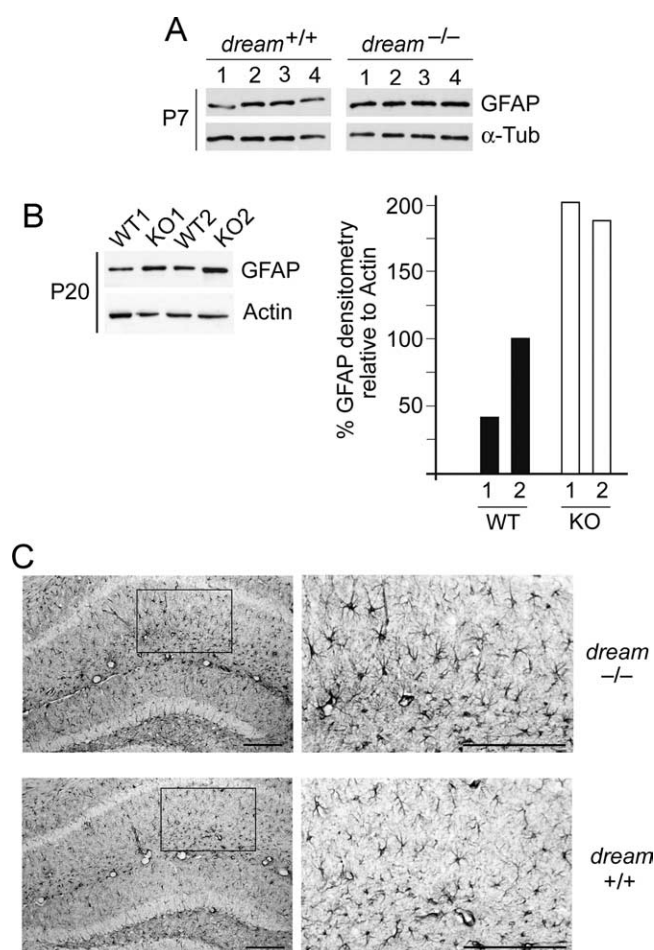 A
dream+/+ dream–/–
1 2 3 4 1 2 3 4
P7 GFAP
α-Tub
B
WT1 KO1 WT2 KO2
P20 GFAP
Actin
% GFAP densitometry
relative to Actin
200
150
100
50
1 2 1 2
WT KO
C
dream
–/–
dream
+/+